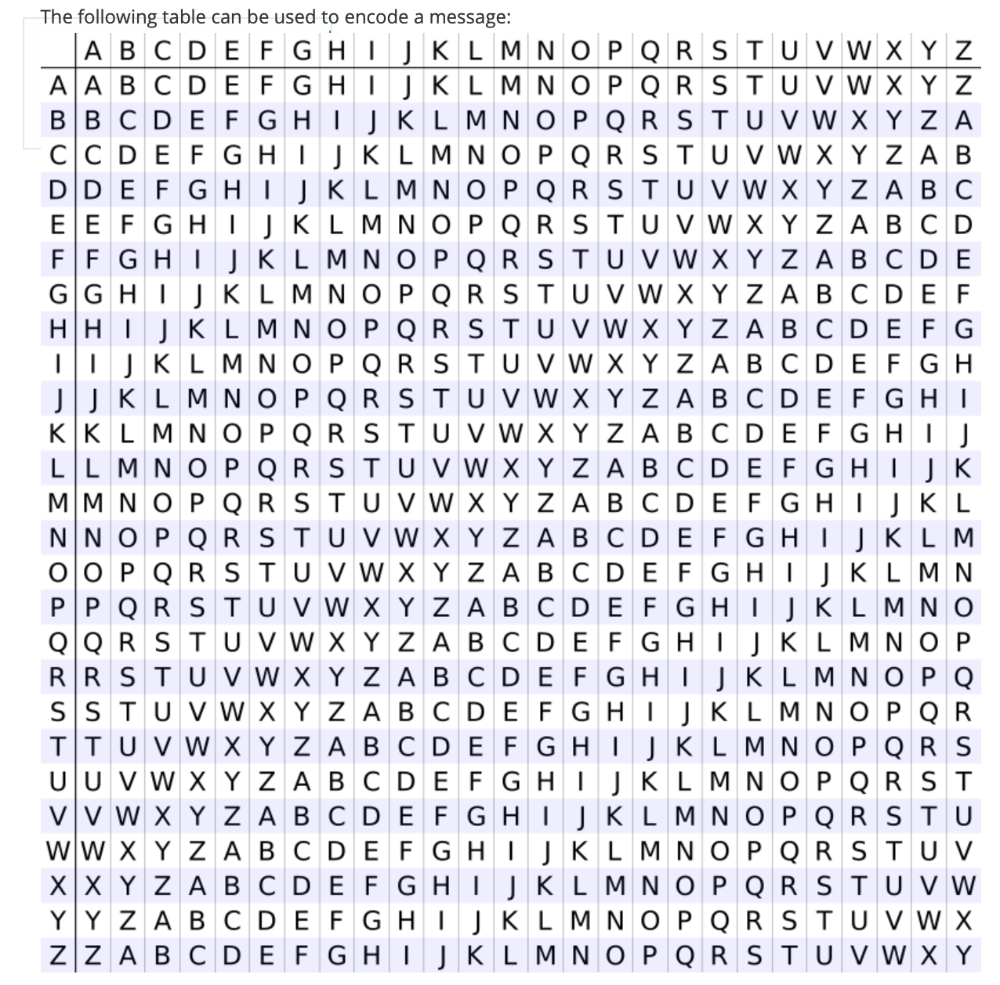 The following table can be used to encode a message:
A B C D E F G H I J K L M N O P Q R S T U V W X Y Z
A A B C D E F G H I J K L M N O P Q R S T U V W X Y Z
B B C D E F G H I J K L M N O P Q R S T U V W X Y Z A
C C D E F G H I J K L M N O P Q R S T U V W X Y Z A B
D D E F G H I J K L M N O P Q R S T U V W X Y Z A B C
E E F G H I J K L M N O P Q R S T U V W X Y Z A B C D
F F G H I J K L M N O P Q R S T U V W X Y Z A B C D E
G G H I J K L M N O P Q R S T U V W X Y Z A B C D E F
H H I J K L M N O P Q R S T U V W X Y Z A B C D E F G
I I J K L M N O P Q R S T U V W X Y Z A B C D E F G H
J J K L M N O P Q R S T U V W X Y Z A B C D E F G H I
K K L M N O P Q R S T U V W X Y Z A B C D E F G H I J
L L M N O P Q R S T U V W X Y Z A B C D E F G H I J K
M M N O P Q R S T U V W X Y Z A B C D E F G H I J K L
N N O P Q R S T U V W X Y Z A B C D E F G H I J K L M
O O P Q R S T U V W X Y Z A B C D E F G H I J K L M N
P P Q R S T U V W X Y Z A B C D E F G H I J K L M N O
Q Q R S T U V W X Y Z A B C D E F G H I J K L M N O P
R R S T U V W X Y Z A B C D E F G H I J K L M N O P Q
S S T U V W X Y Z A B C D E F G H I J K L M N O P Q R
T T U V W X Y Z A B C D E F G H I J K L M N O P Q R S
U U V W X Y Z A B C D E F G H I J K L M N O P Q R S T
V V W X Y Z A B C D E F G H I J K L M N O P Q R S T U
W W X Y Z A B C D E F G H I J K L M N O P Q R S T U V
X X Y Z A B C D E F G H I J K L M N O P Q R S T U V W
Y Y Z A B C D E F G H I J K L M N O P Q R S T U V W X
Z Z A B C D E F G H I J K L M N O P Q R S T U V W X Y